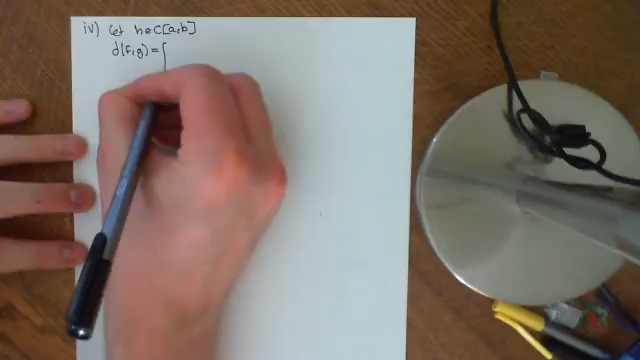 iv) Let h∈C[a,b]
d(f,g)=∫